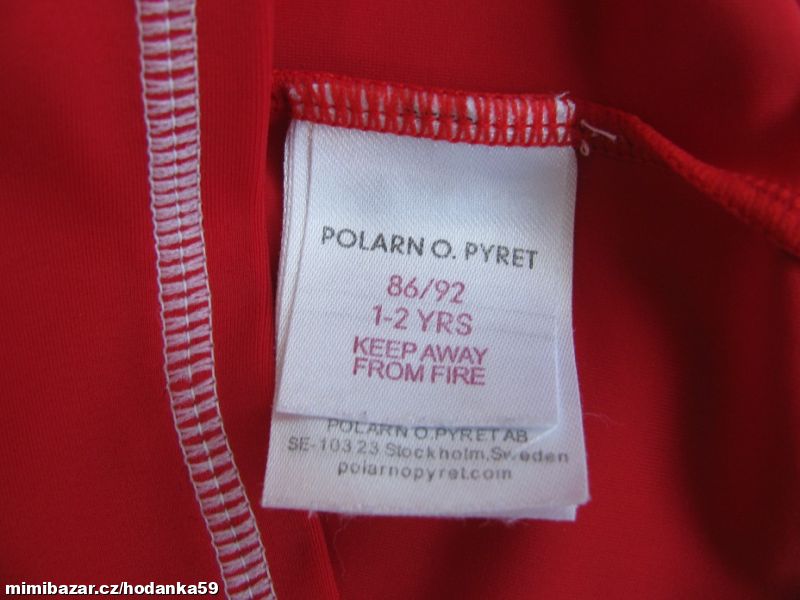 POLARN O. PYRET
86/92
1-2 YRS
KEEP AWAY
FROM FIRE
POLARN O.PYRET AB
SE-103 23 Stockholm.Sweden
polarnopyret.com
mimibazar.cz/hodanka59